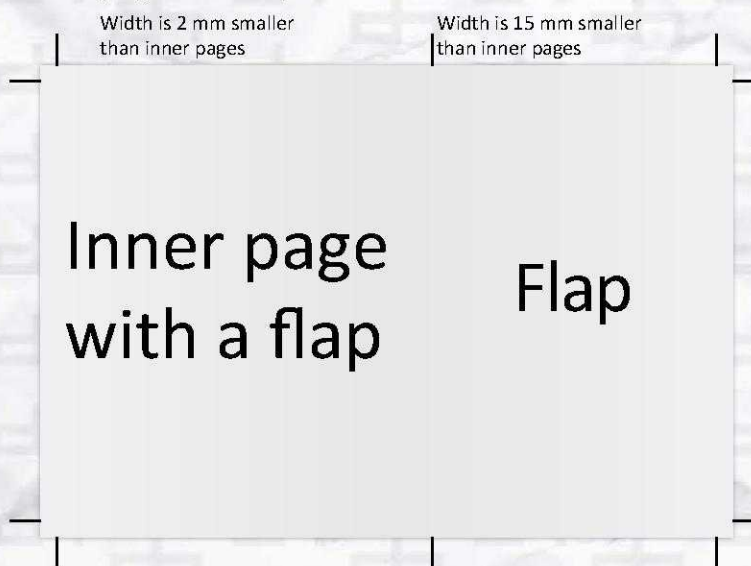 Width is 2 mm smaller
than inner pages
Width is 15 mm smaller
than inner pages
Inner page
with a flap
Flap